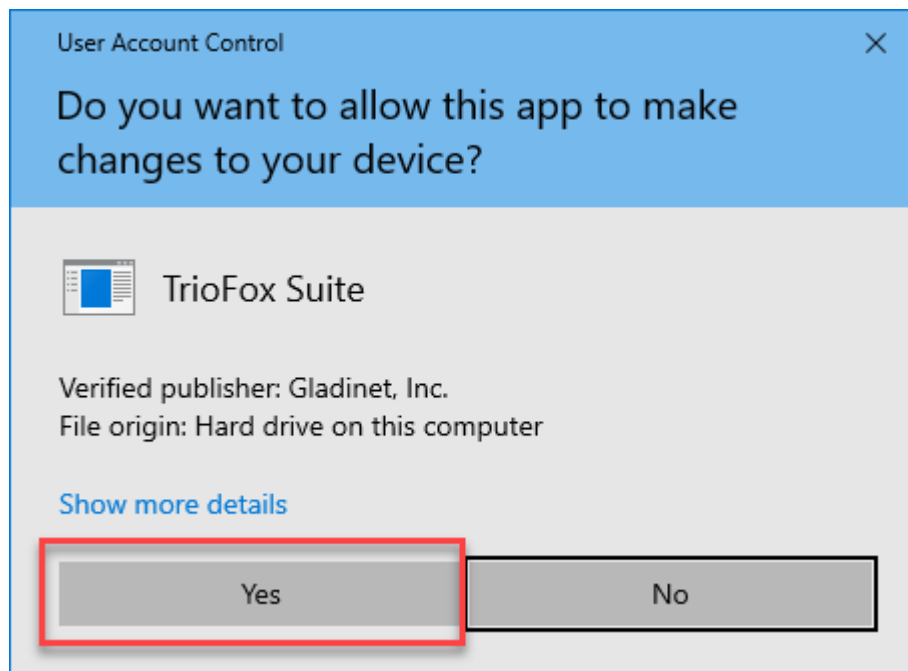 User Account Control
Do you want to allow this app to make
changes to your device?
TrioFox Suite
Verified publisher: Gladinet, Inc.
File origin: Hard drive on this computer
Show more details
Yes
No